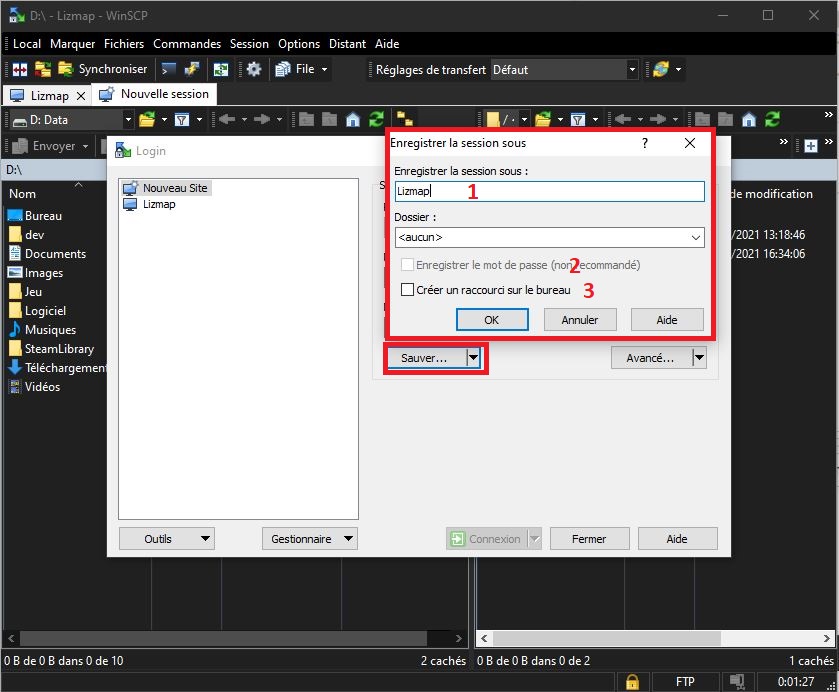 D:\ - Lizmap - WinSCP
Local Marquer Fichiers Commandes Session Options Distant Aide
Synchroniser File Réglages de transfert Défaut
Lizmap Nouvelle session
D: Data /
Envoyer
D:\
Nom
Bureau
dev
Documents
Images
Jeu
Logiciel
Musiques
SteamLibrary
Téléchargement
Vidéos
Login
Nouveau Site
Lizmap
Enregistrer la session sous ?
Enregistrer la session sous :
Lizmap 1
Dossier :
<aucun>
Enregistrer le mot de passe (non recommandé) 2
Créer un raccourci sur le bureau 3
OK Annuler Aide
Sauver... Avancé...
Outils Gestionnaire Connexion Fermer Aide
de modification
/2021 13:18:46
/2021 16:34:06
0 B de 0 B dans 0 de 10 2 cachés
0 B de 0 B dans 0 de 2 1 cachés
FTP 0:01:27